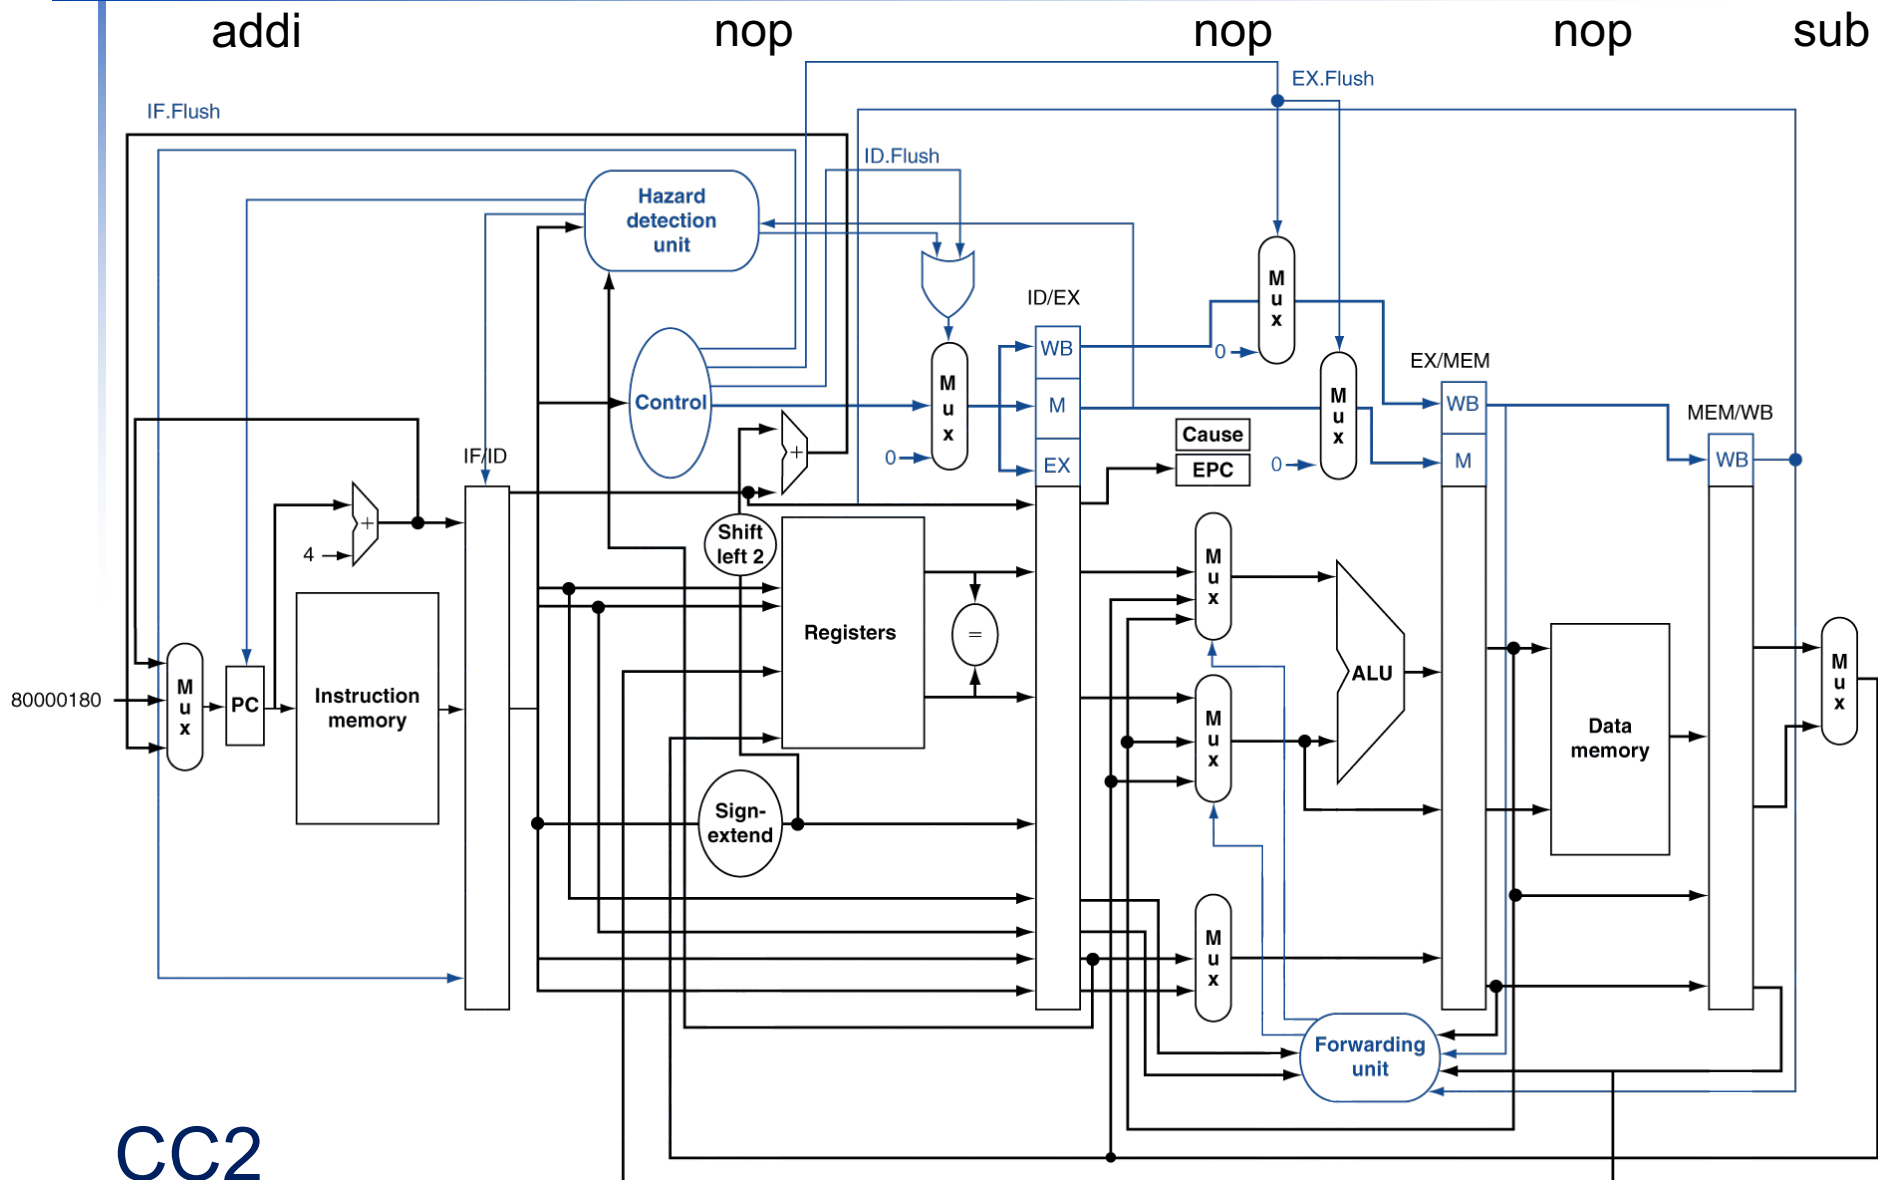 addi
nop
nop
nop
sub
EX.Flush
IF.Flush
ID.Flush
Hazard
detection
unit
M
u
x
0
ID/EX
WB
M
EX
Control
M
u
x
0
M
u
x
0
Cause
EPC
EX/MEM
WB
M
MEM/WB
WB
IF/ID
+
+
4
Shift
left 2
Registers
=
M
u
x
ALU
M
u
x
M
u
x
80000180
M
u
x
PC
Instruction
memory
Sign-
extend
Data
memory
M
u
x
Forwarding
unit
CC2